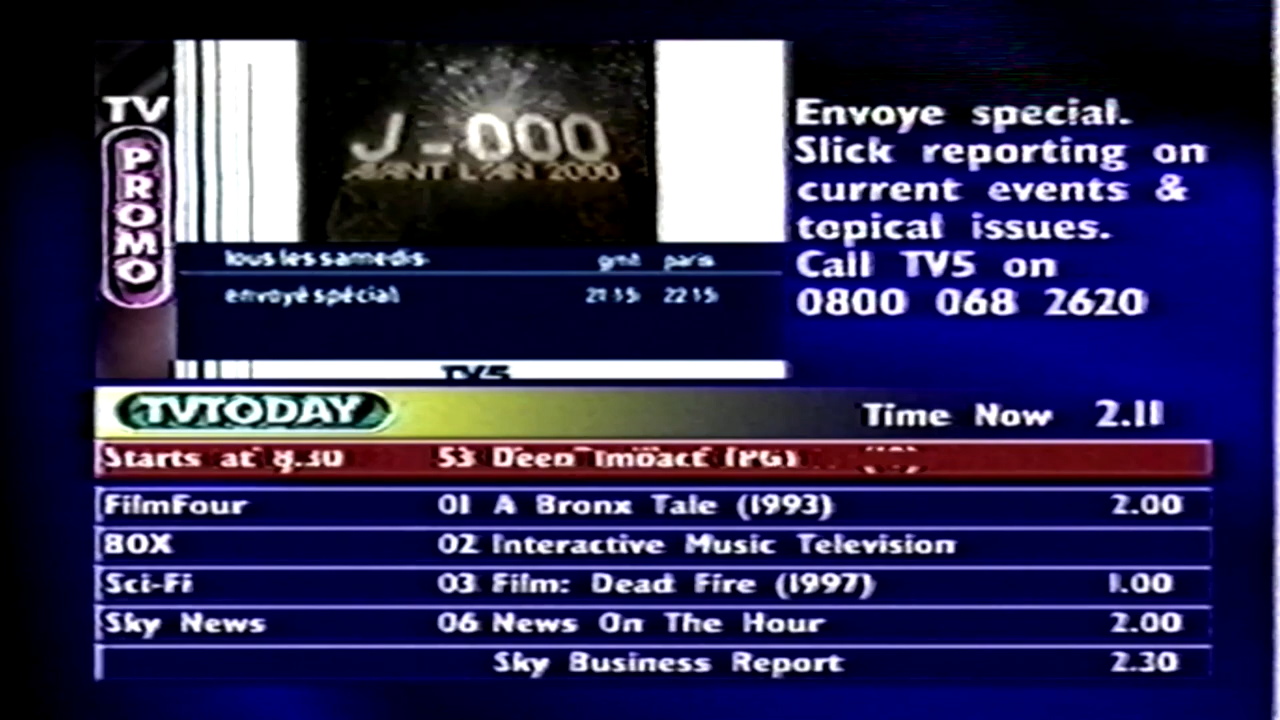 TV
PROMO
J-000
AVANT L'AN 2000
tous les samedis gmt paris
envoyé spécial 21 15 22 15
TV5
Envoye special.
Slick reporting on
current events &
topical issues.
Call TV5 on
0800 068 2620
TVTODAY Time Now 2.11
Starts at 53 Deep Impact (PG)
FilmFour 01 A Bronx Tale (1993) 2.00
BOX 02 Interactive Music Television
Sci-Fi 03 Film: Dead Fire (1997) 1.00
Sky News 06 News On The Hour 2.00
Sky Business Report 2.30